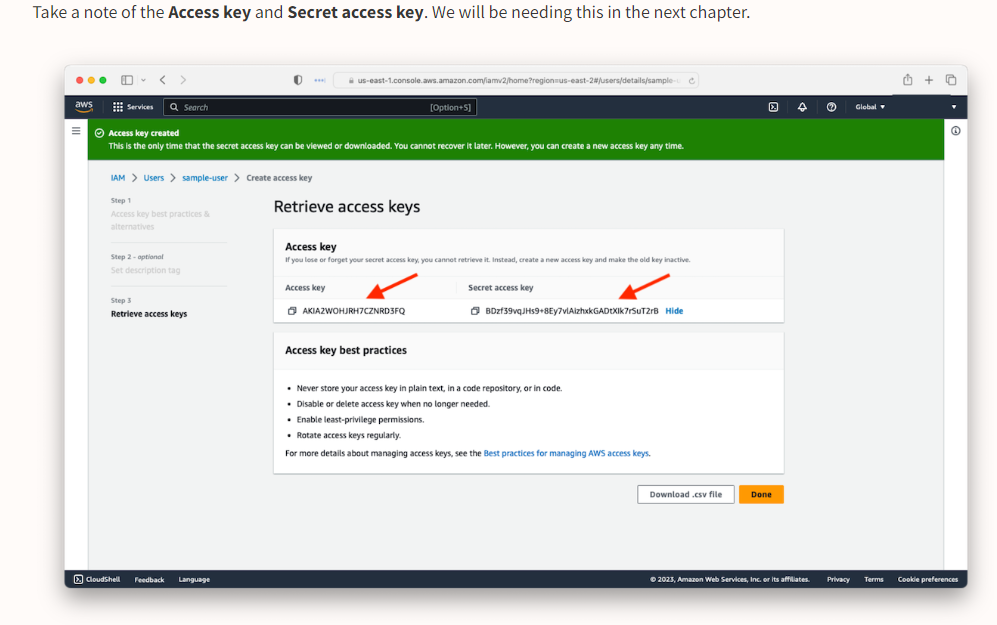 Take a note of the Access key and Secret access key. We will be needing this in the next chapter.
us-east-1.console.aws.amazon.com/iamv2/home?region=us-east-2#/users/details/sample-
aws
Services
Search
[Option+S]
Global
Access key created
This is the only time that the secret access key can be viewed or downloaded. You cannot recover it later. However, you can create a new access key any time.
IAM > Users > sample-user > Create access key
Step 1
Access key best practices &
alternatives
Step 2 - optional
Set description tag
Step 3
Retrieve access keys
Retrieve access keys
Access key
If you lose or forget your secret access key, you cannot retrieve it. Instead, create a new access key and make the old key inactive.
Access key
Secret access key
AKIA2WOHJRH7CZNRD3FQ
BDzf39vqJHs9+8Ey7vlAizhxkGADtXIk7rSuT2rB Hide
Access key best practices
• Never store your access key in plain text, in a code repository, or in code.
• Disable or delete access key when no longer needed.
• Enable least-privilege permissions.
• Rotate access keys regularly.
For more details about managing access keys, see the Best practices for managing AWS access keys.
Download .csv file
Done
CloudShell
Feedback
Language
© 2023, Amazon Web Services, Inc. or its affiliates.
Privacy
Terms
Cookie preferences